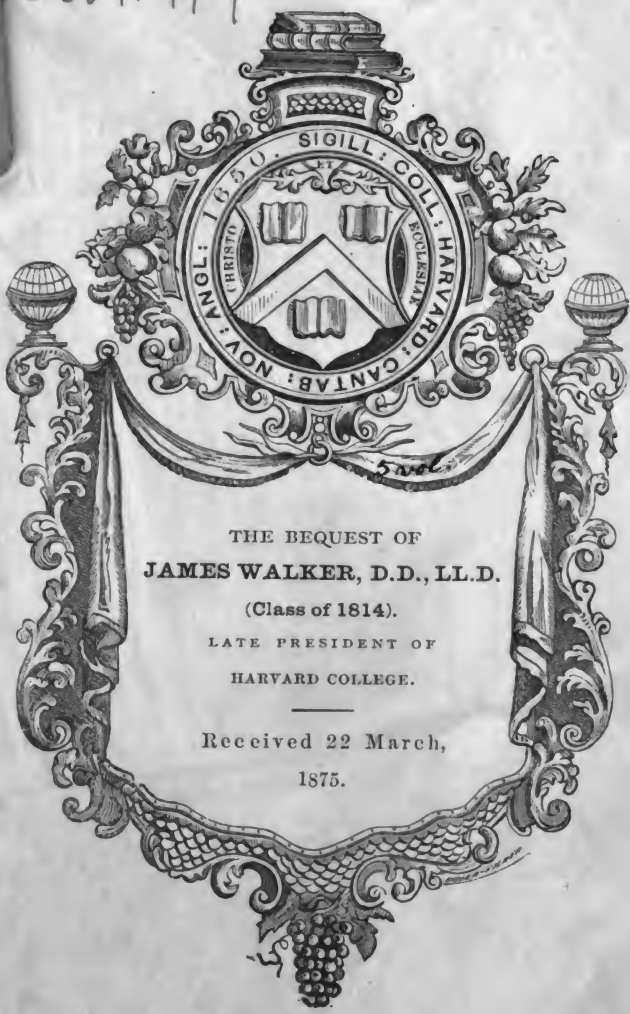 SIGILL: COLL: HARVARD: CANTAB: NOV: ANGL: 1650.
ET
CHRISTO
ECCLESIAE
5 vol.
THE BEQUEST OF
JAMES WALKER, D.D., LL.D.
(Class of 1814).
LATE PRESIDENT OF
HARVARD COLLEGE.
Received 22 March,
1875.